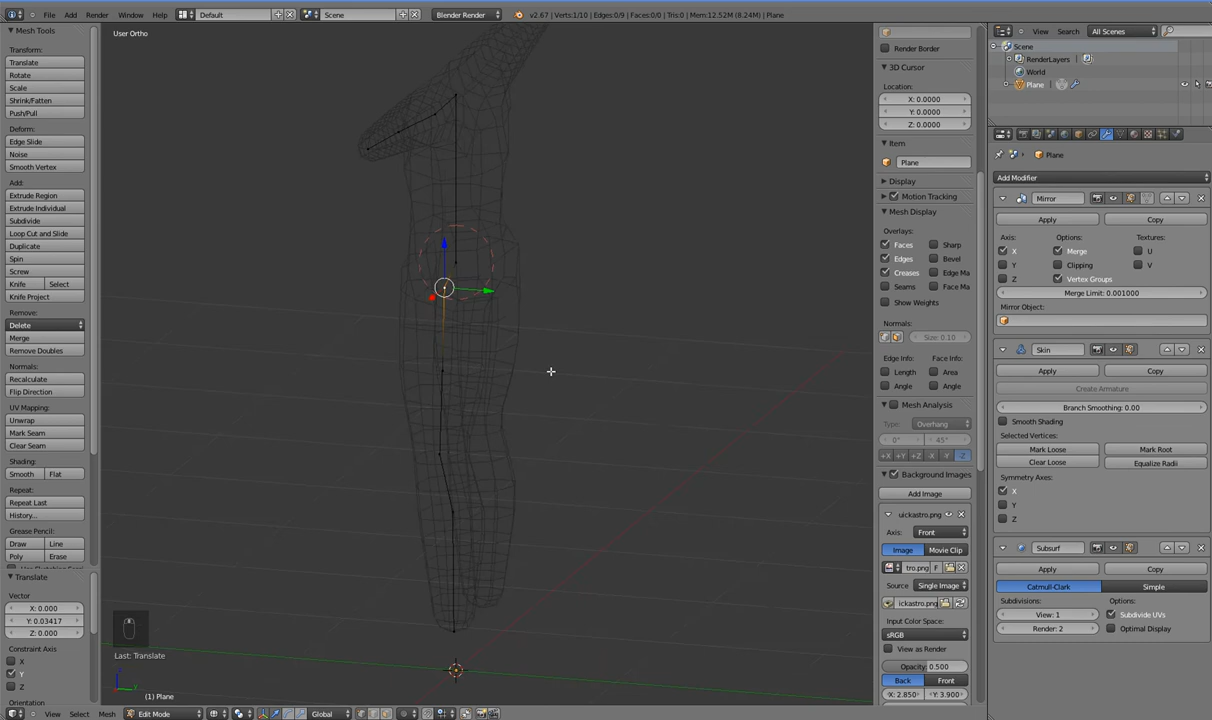 File Add Render Window Help Default Scene Blender Render v2.67 | Verts:1/10 | Edges:0/9 | Faces:0/0 | Tris:0 | Mem:12.52M (8.24M) | Plane
Mesh Tools
Transform:
Translate
Rotate
Scale
Shrink/Fatten
Push/Pull
Deform:
Edge Slide
Noise
Smooth Vertex
Add:
Extrude Region
Extrude Individual
Subdivide
Loop Cut and Slide
Duplicate
Spin
Screw
Knife Select
Knife Project
Remove:
Delete
Merge
Remove Doubles
Normals:
Recalculate
Flip Direction
UV Mapping:
Unwrap
Mark Seam
Clear Seam
Shading:
Smooth Flat
Repeat:
Repeat Last
History...
Grease Pencil:
Draw Line
Poly Erase
Translate
Vector
X: 0.000
Y: 0.03417
Z: 0.000
Constraint Axis
X
Y
Z
Orientation
User Ortho
Last: Translate
(1) Plane
View Select Mesh Edit Mode Global
Render Border
3D Cursor
Location:
X: 0.0000
Y: 0.0000
Z: 0.0000
Item
Plane
Display
Motion Tracking
Mesh Display
Overlays:
Faces Sharp
Edges Bevel
Creases Edge Ma
Seams Face Ma
Show Weights
Normals:
Size: 0.10
Edge Info: Face Info:
Length Area
Angle Angle
Mesh Analysis
Type: Overhang
0° 45°
+X +Y +Z -X -Y -Z
Background Images
Add Image
uickastro.png
Axis: Front
Image Movie Clip
tro.png F
Source: Single Image
ickastro.png
Input Color Space:
sRGB
View as Render
Opacity: 0.500
Back Front
X: 2.850 Y: 3.900
View Search All Scenes
Scene
RenderLayers
World
Plane
Plane
Add Modifier
Mirror
Apply Copy
Axis: Options: Textures:
X Merge U
Y Clipping V
Z Vertex Groups
Merge Limit: 0.001000
Mirror Object:
Skin
Apply Copy
Create Armature
Branch Smoothing: 0.00
Smooth Shading
Selected Vertices:
Mark Loose Mark Root
Clear Loose Equalize Radii
Symmetry Axes:
X
Y
Z
Subsurf
Apply Copy
Catmull-Clark Simple
Subdivisions: Options:
View: 1 Subdivide UVs
Render: 2 Optimal Display